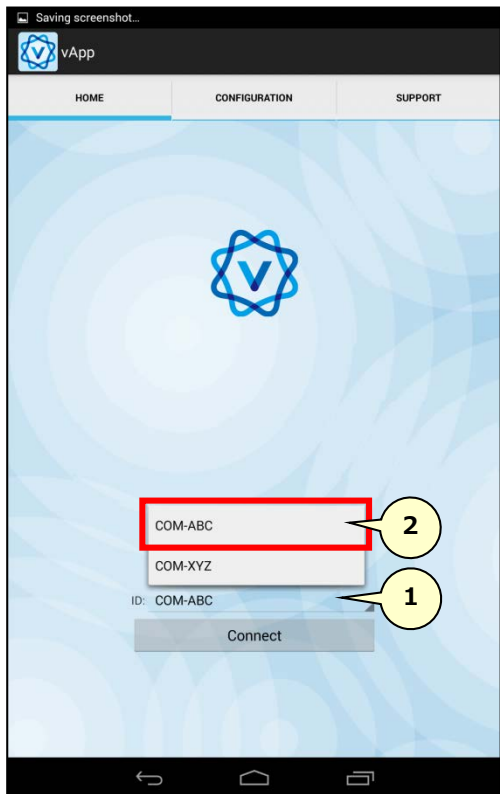 Saving screenshot...
vApp
HOME CONFIGURATION SUPPORT
V
COM-ABC 2
COM-XYZ
ID: COM-ABC 1
Connect